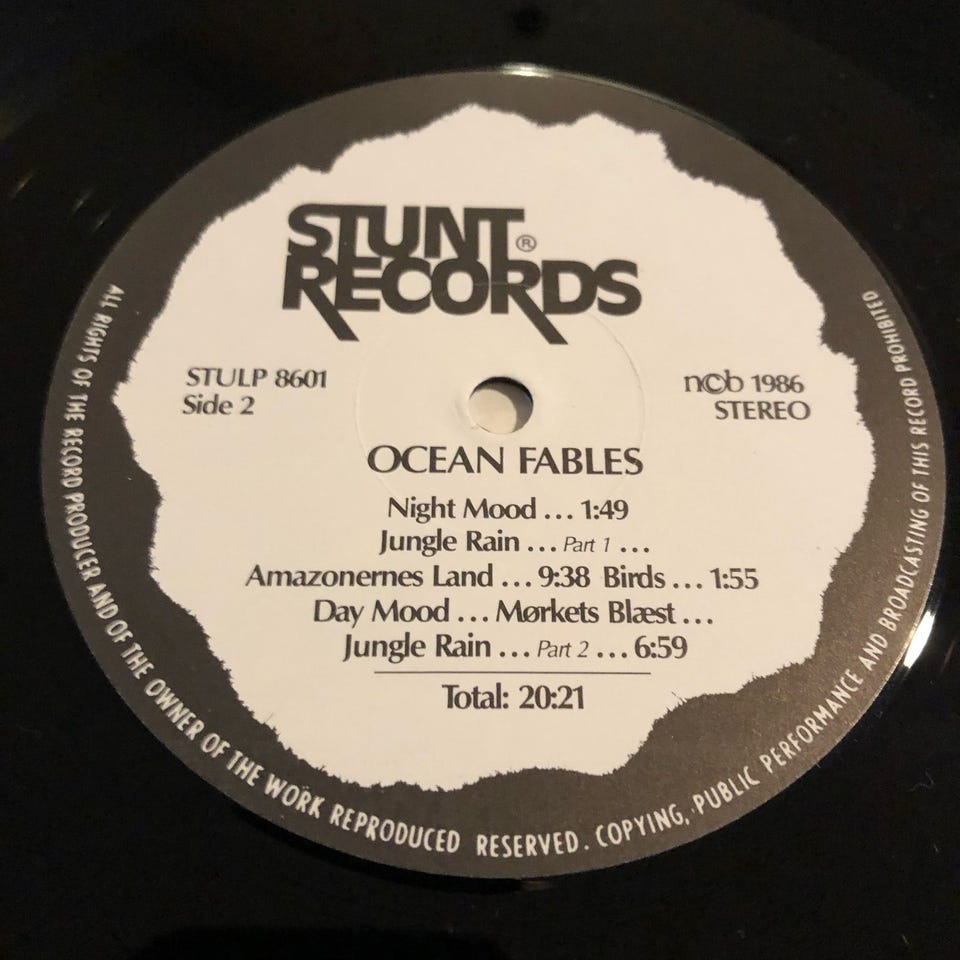 STUNT®
RECORDS
STULP 8601
Side 2
ncb 1986
STEREO
OCEAN FABLES
Night Mood ... 1:49
Jungle Rain ... Part 1 ...
Amazonernes Land ... 9:38 Birds ... 1:55
Day Mood ... Mørkets Blæst ...
Jungle Rain ... Part 2 ... 6:59
Total: 20:21
ALL RIGHTS OF THE RECORD PRODUCER AND OF THE OWNER OF THE WORK REPRODUCED RESERVED. COPYING, PUBLIC PERFORMANCE AND BROADCASTING OF THIS RECORD PROHIBITED